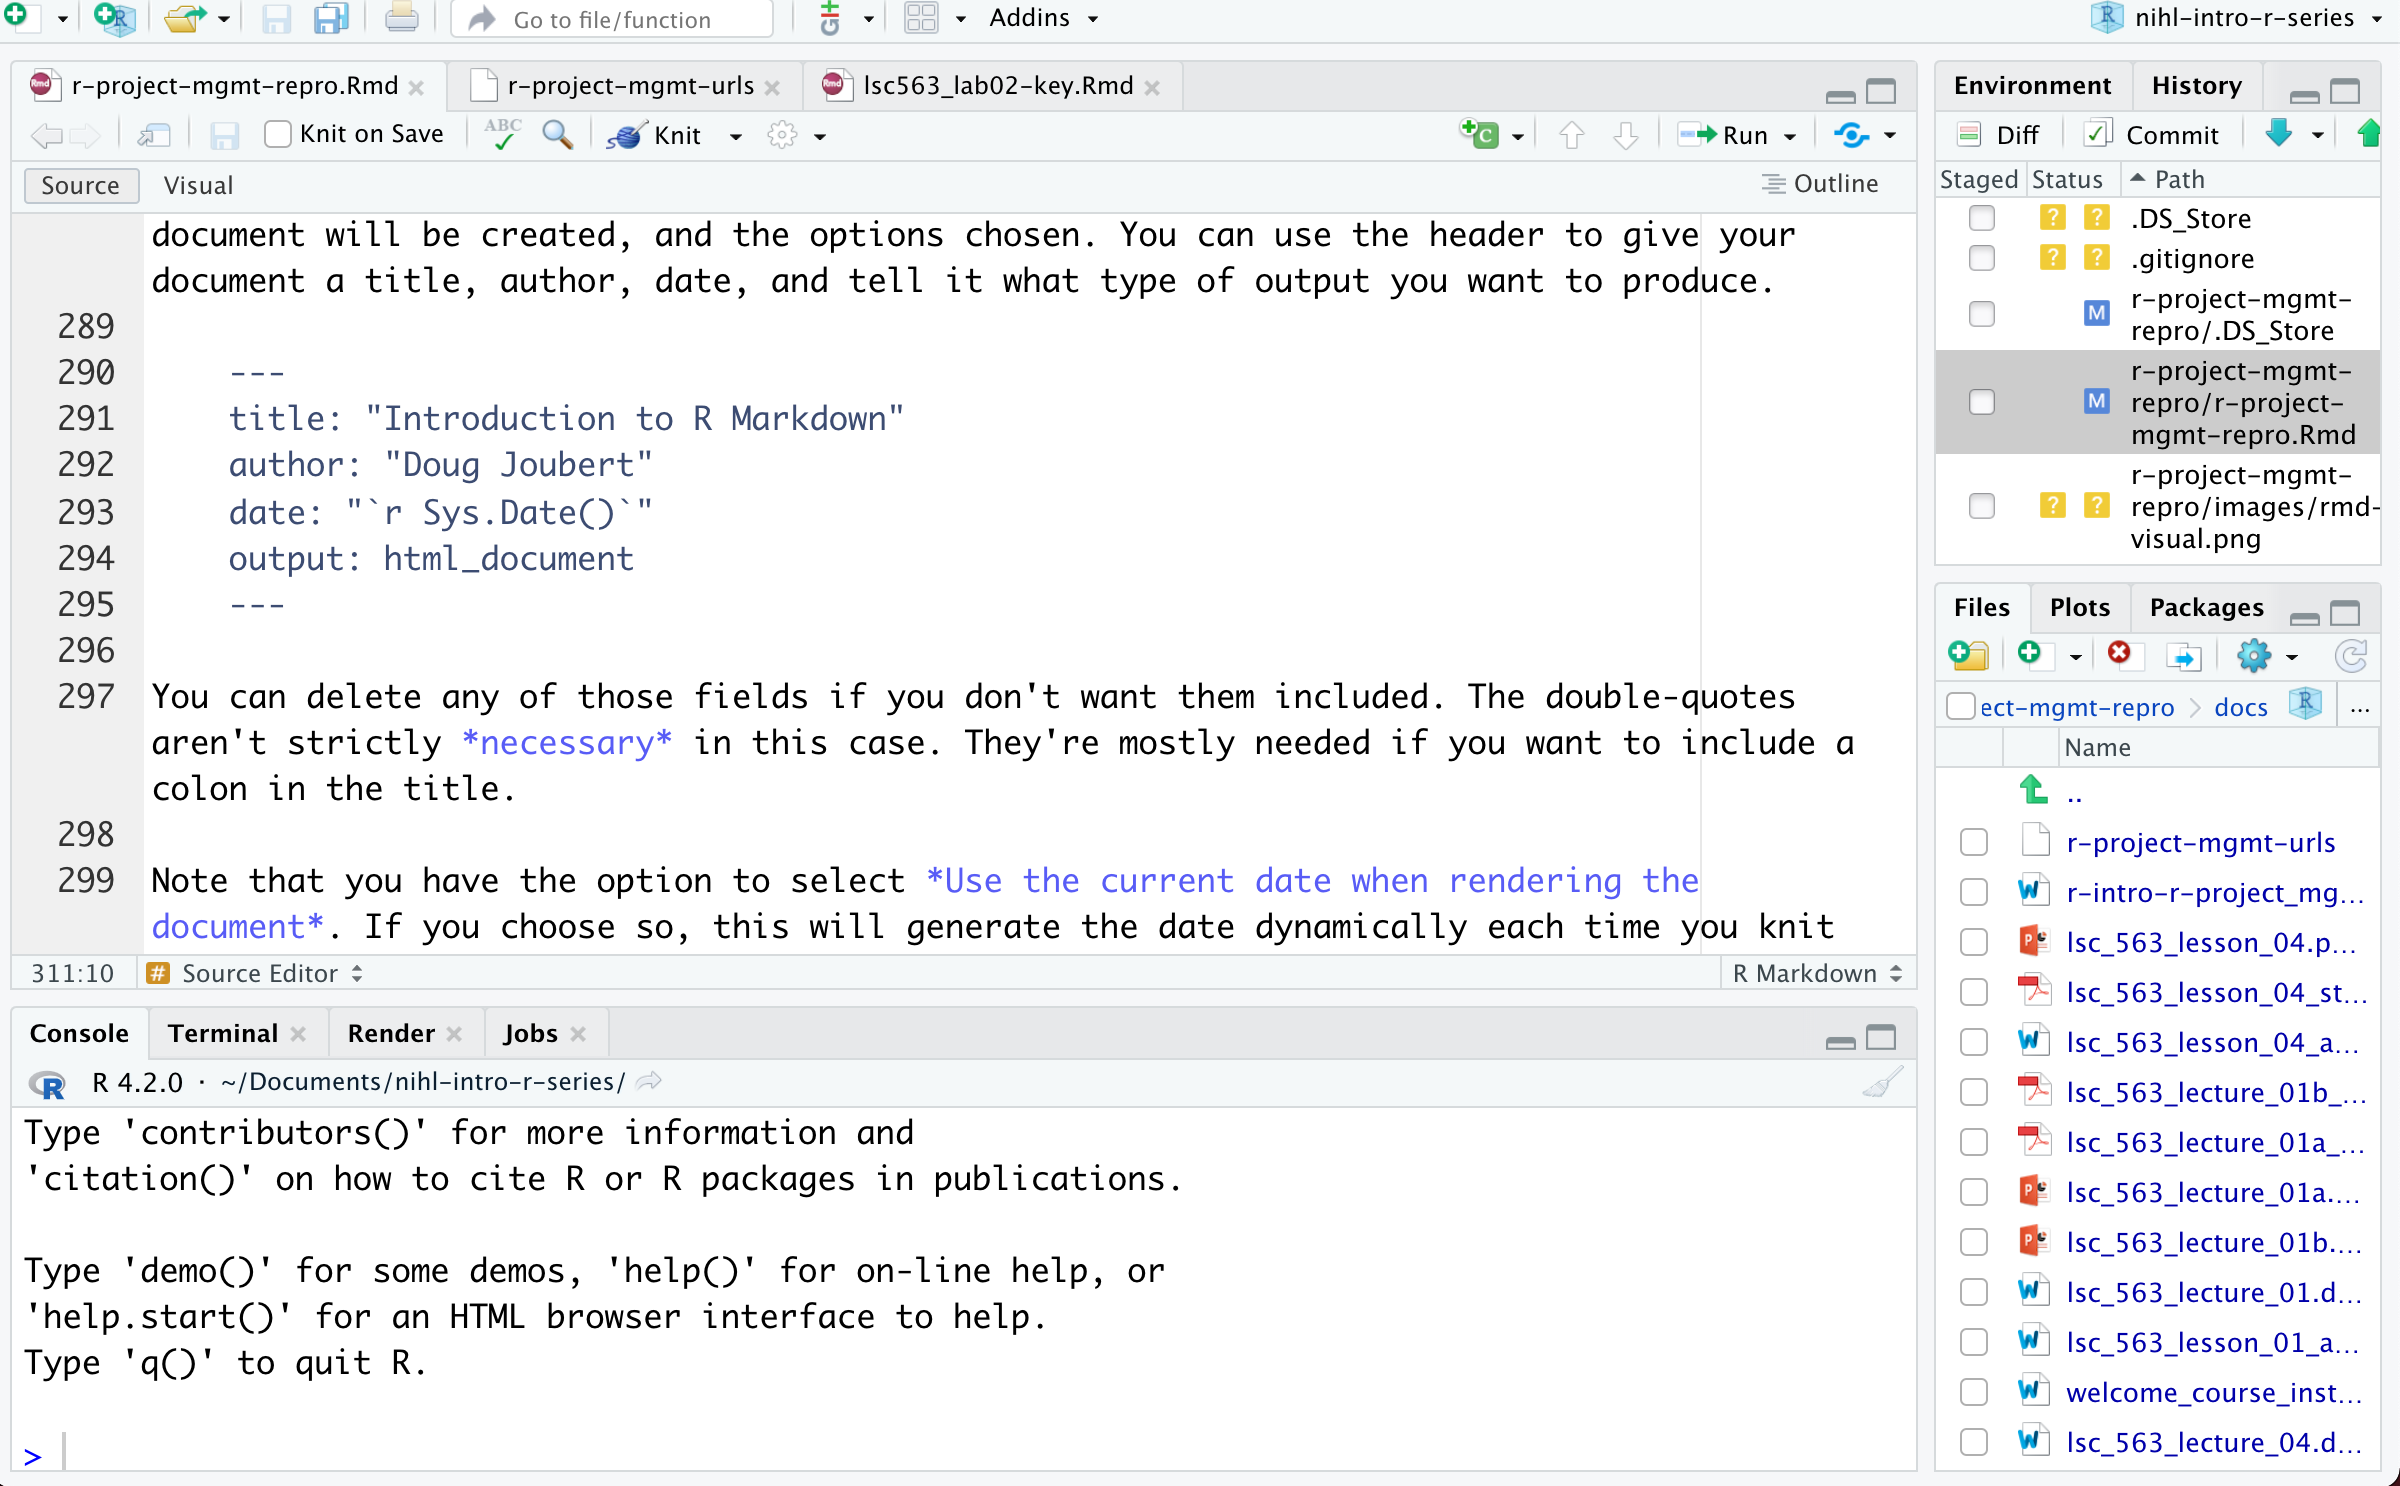 Go to file/function
Addins
nihl-intro-r-series
r-project-mgmt-repro.Rmd
r-project-mgmt-urls
lsc563_lab02-key.Rmd
Knit on Save
ABC
Knit
Run
Source
Visual
Outline
document will be created, and the options chosen. You can use the header to give your
document a title, author, date, and tell it what type of output you want to produce.
289
290 ---
291 title: "Introduction to R Markdown"
292 author: "Doug Joubert"
293 date: "`r Sys.Date()`"
294 output: html_document
295 ---
296
297 You can delete any of those fields if you don't want them included. The double-quotes
aren't strictly *necessary* in this case. They're mostly needed if you want to include a
colon in the title.
298
299 Note that you have the option to select *Use the current date when rendering the
document*. If you choose so, this will generate the date dynamically each time you knit
311:10
# Source Editor
R Markdown
Console
Terminal
Render
Jobs
R 4.2.0 · ~/Documents/nihl-intro-r-series/
Type 'contributors()' for more information and
'citation()' on how to cite R or R packages in publications.
Type 'demo()' for some demos, 'help()' for on-line help, or
'help.start()' for an HTML browser interface to help.
Type 'q()' to quit R.
>
Environment
History
Diff
Commit
Staged Status Path
? ? .DS_Store
? ? .gitignore
M r-project-mgmt-
repro/.DS_Store
M r-project-mgmt-
repro/r-project-
mgmt-repro.Rmd
? ? r-project-mgmt-
repro/images/rmd-
visual.png
Files
Plots
Packages
ect-mgmt-repro > docs
...
Name
..
r-project-mgmt-urls
r-intro-r-project_mg...
lsc_563_lesson_04.p...
lsc_563_lesson_04_st...
lsc_563_lesson_04_a...
lsc_563_lecture_01b_...
lsc_563_lecture_01a_...
lsc_563_lecture_01a....
lsc_563_lecture_01b....
lsc_563_lecture_01.d...
lsc_563_lesson_01_a...
welcome_course_inst...
lsc_563_lecture_04.d...